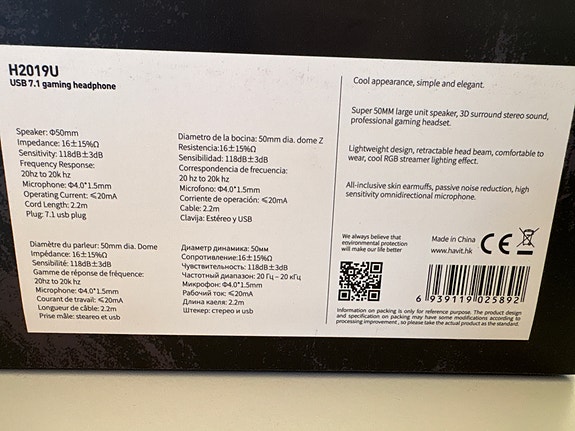 H2019U
USB 7.1 gaming headphone
Speaker: Φ50mm
Impedance: 16±15%Ω
Sensitivity: 118dB±3dB
Frequency Response:
20hz to 20k hz
Microphone: Φ4.0*1.5mm
Operating Current: ⩽20mA
Cord Length: 2.2m
Plug: 7.1 usb plug
Diametro de la bocina: 50mm dia. dome Z
Resistencia:16±15%Ω
Sensibilidad: 118dB±3dB
Correspondencia de frecuencia:
20 hz to 20k hz
Microfono: Φ4.0*1.5mm
Corriente de operación: ⩽20mA
Cable: 2.2m
Clavija: Estéreo y USB
Diamètre du parleur: 50mm dia. Dome
Impédance: 16±15%Ω
Sensibilité: 118dB±3dB
Gamme de réponse de fréquence:
20hz to 20k hz
Microphone: Φ4.0*1.5mm
Courant de travail: ⩽20mA
Longueur de câble: 2.2m
Prise mâle: steareo et usb
Диаметр динамика: 50мм
Сопротивление:16±15%Ω
Чувствительность: 118dB±3dB
Частотный диапазон: 20 Гц – 20 кГц
Микрофон: Φ4.0*1.5mm
Рабочий ток: ⩽20mA
Длина каеля: 2.2m
Штекер: стерео и usb
Cool appearance, simple and elegant.
Super 50MM large unit speaker, 3D surround stereo sound,
professional gaming headset.
Lightweight design, retractable head beam, comfortable to
wear, cool RGB streamer lighting effect.
All-inclusive skin earmuffs, passive noise reduction, high
sensitivity omnidirectional microphone.
We always believe that
environmental protection
will make our life better
Made in China
www.havit.hk
CE
6 939119 025892
Information on packing is only for reference purpose. The product design
and specification on packing may have some modifications according to
processing improvement , so please take the actual product as the standard.